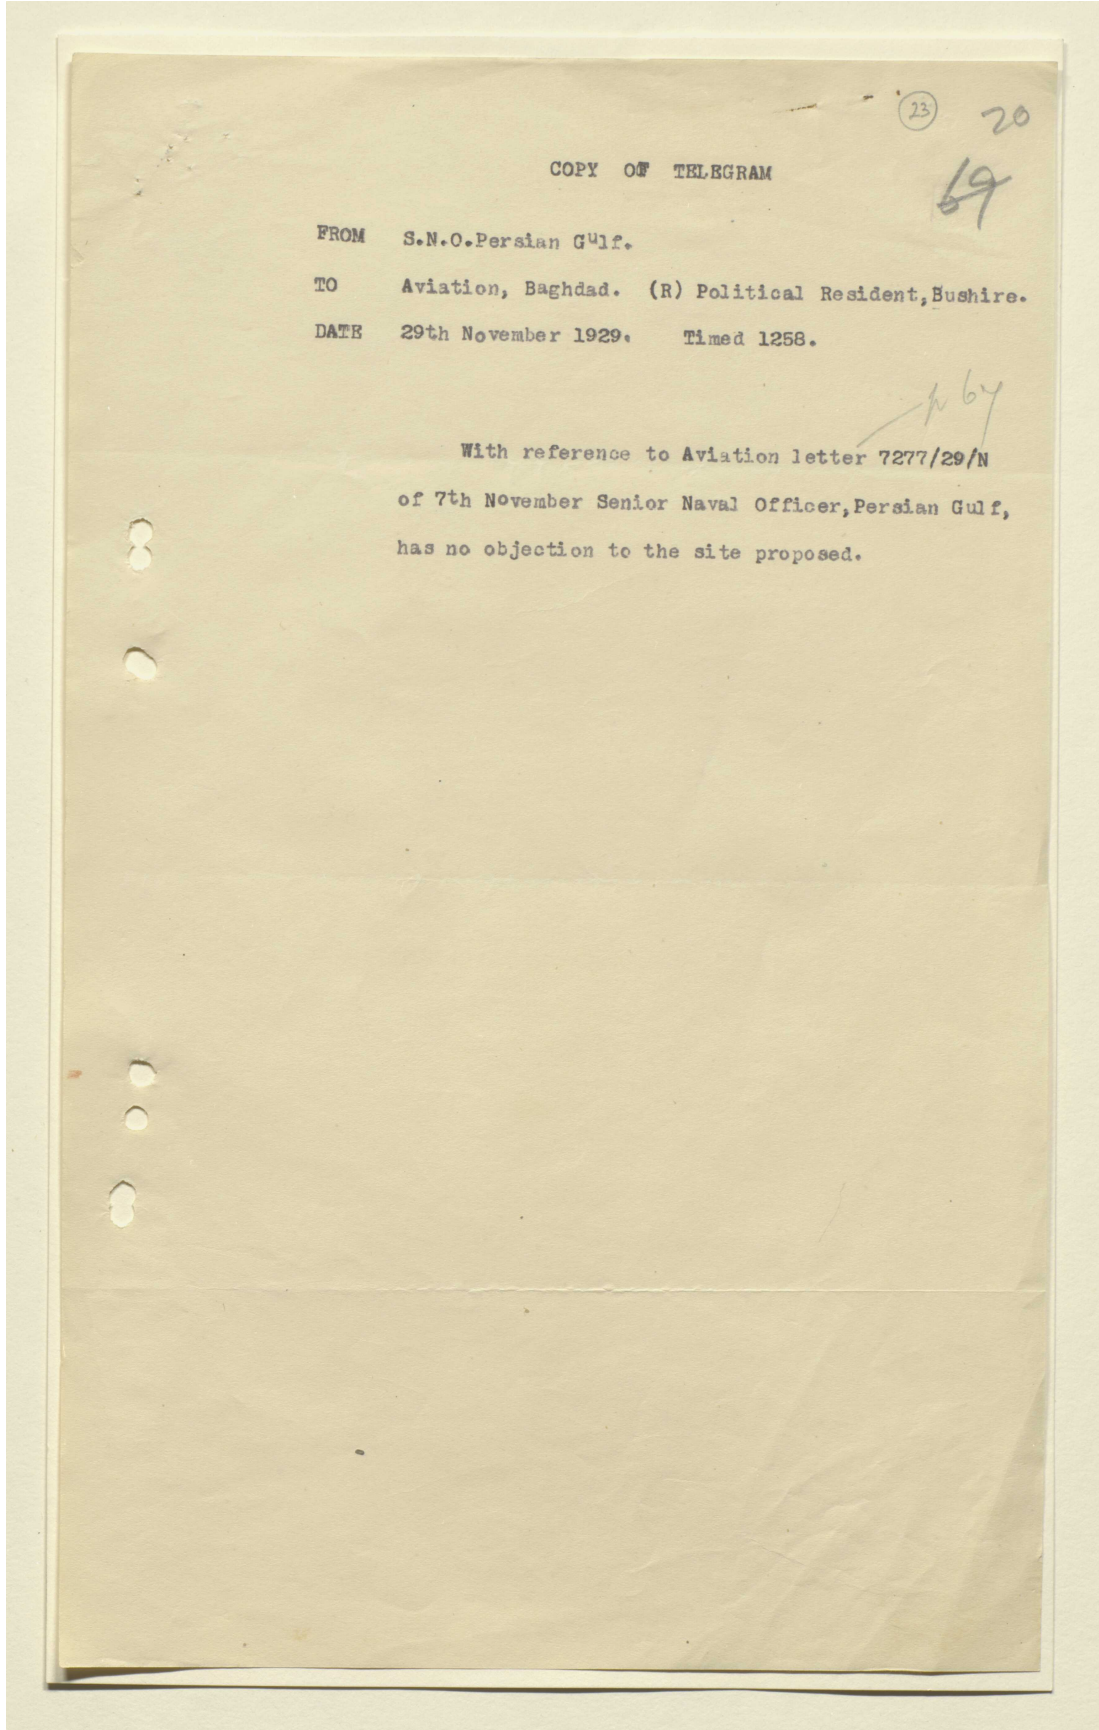 23
20
69
COPY OF TELEGRAM
FROM S.N.O.Persian Gulf.
TO Aviation, Baghdad. (R) Political Resident,Bushire.
DATE 29th November 1929. Timed 1258.
p 67
With reference to Aviation letter 7277/29/N
of 7th November Senior Naval Officer,Persian Gulf,
has no objection to the site proposed.